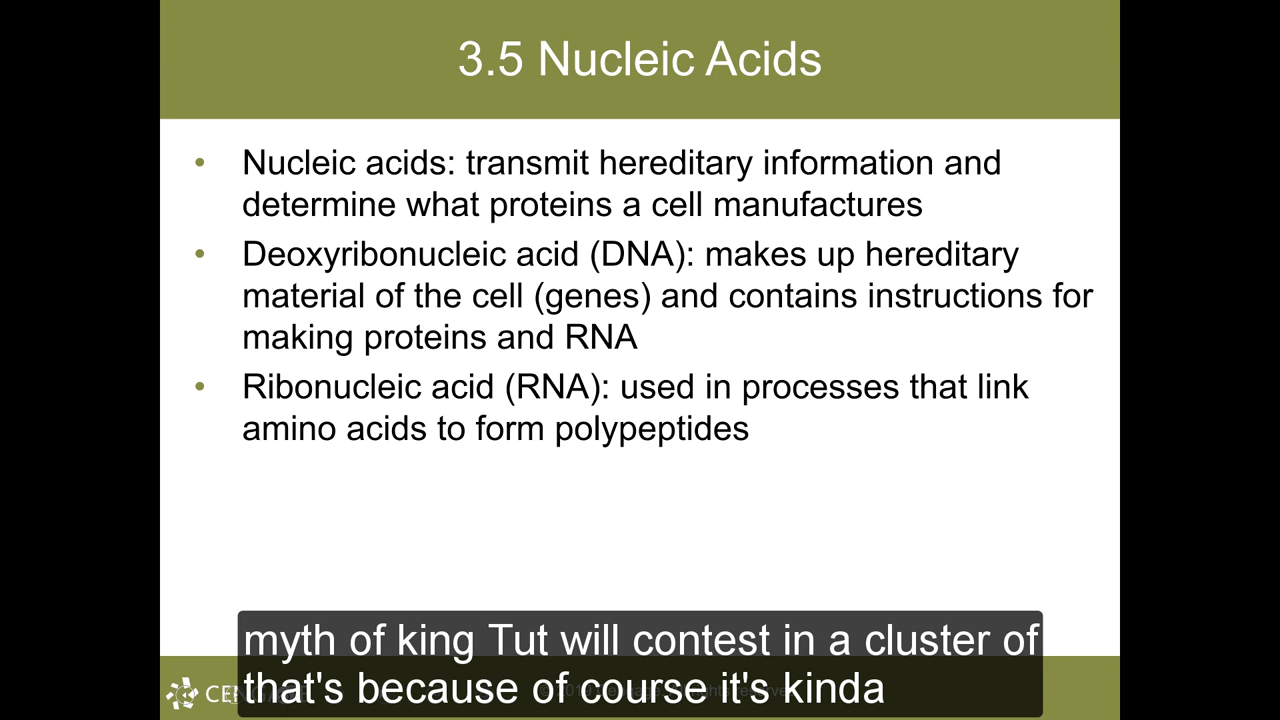 3.5 Nucleic Acids
• Nucleic acids: transmit hereditary information and
determine what proteins a cell manufactures
• Deoxyribonucleic acid (DNA): makes up hereditary
material of the cell (genes) and contains instructions for
making proteins and RNA
• Ribonucleic acid (RNA): used in processes that link
amino acids to form polypeptides
myth of king Tut will contest in a cluster of
that's because of course it's kinda